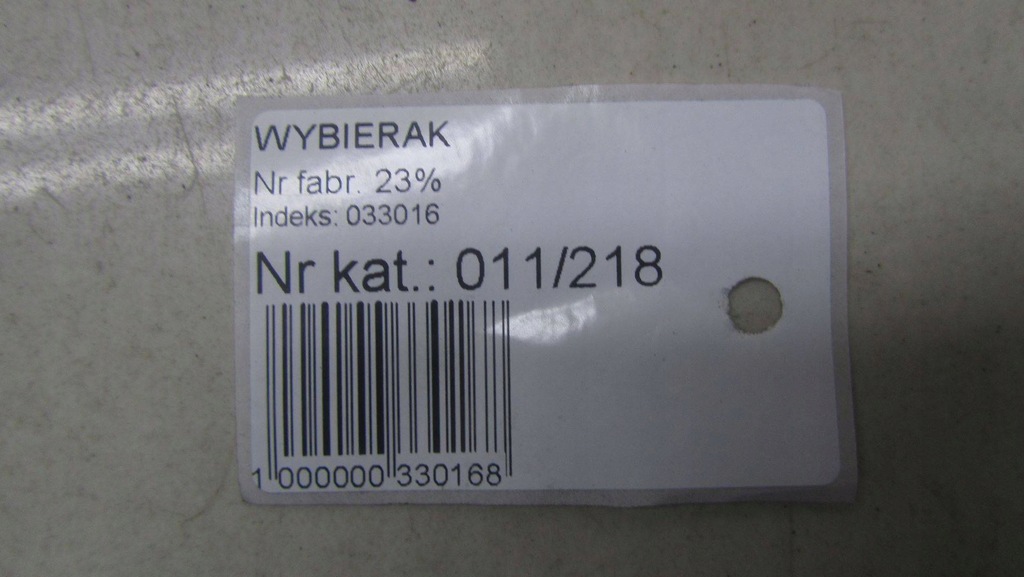 WYBIERAK
Nr fabr. 23%
Indeks: 033016
Nr kat.: 011/218
1 000000 330168